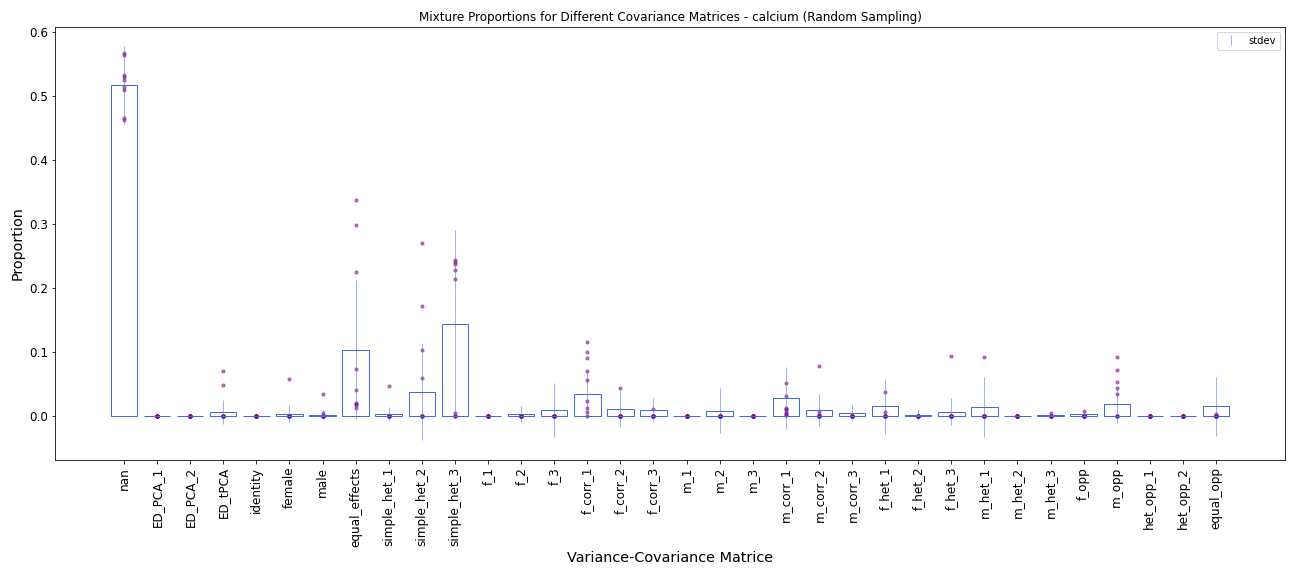 Mixture Proportions for Different Covariance Matrices - calcium (Random Sampling)
stdev
Proportion
0.6
0.5
0.4
0.3
0.2
0.1
0.0
nan
ED_PCA_1
ED_PCA_2
ED_tPCA
identity
female
male
equal_effects
simple_het_1
simple_het_2
simple_het_3
f_1
f_2
f_3
f_corr_1
f_corr_2
f_corr_3
m_1
m_2
m_3
m_corr_1
m_corr_2
m_corr_3
f_het_1
f_het_2
f_het_3
m_het_1
m_het_2
m_het_3
f_opp
m_opp
het_opp_1
het_opp_2
equal_opp
Variance-Covariance Matrice